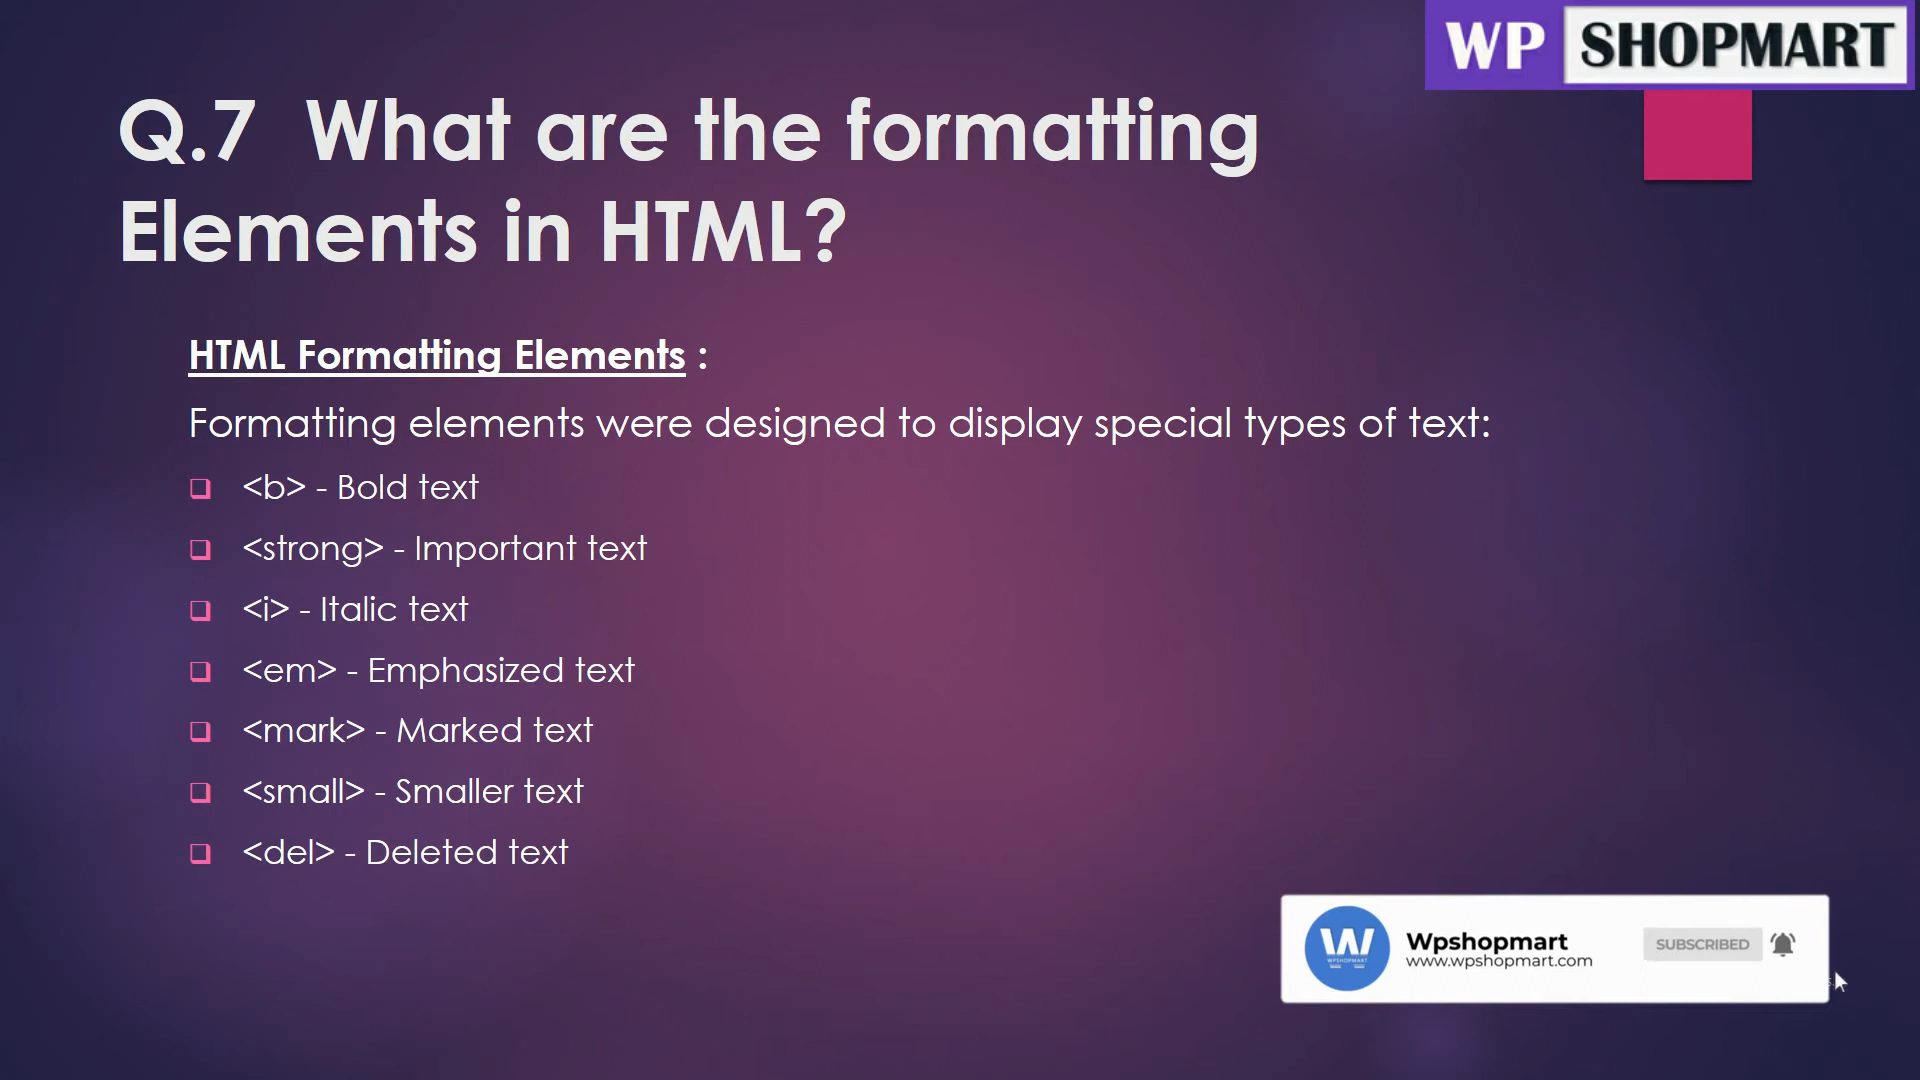 WP SHOPMART
Q.7 What are the formatting
Elements in HTML?
HTML Formatting Elements :
Formatting elements were designed to display special types of text:
<b> - Bold text
<strong> - Important text
<i> - Italic text
<em> - Emphasized text
<mark> - Marked text
<small> - Smaller text
<del> - Deleted text
W
WPSHOPMART
Wpshopmart
www.wpshopmart.com
SUBSCRIBED